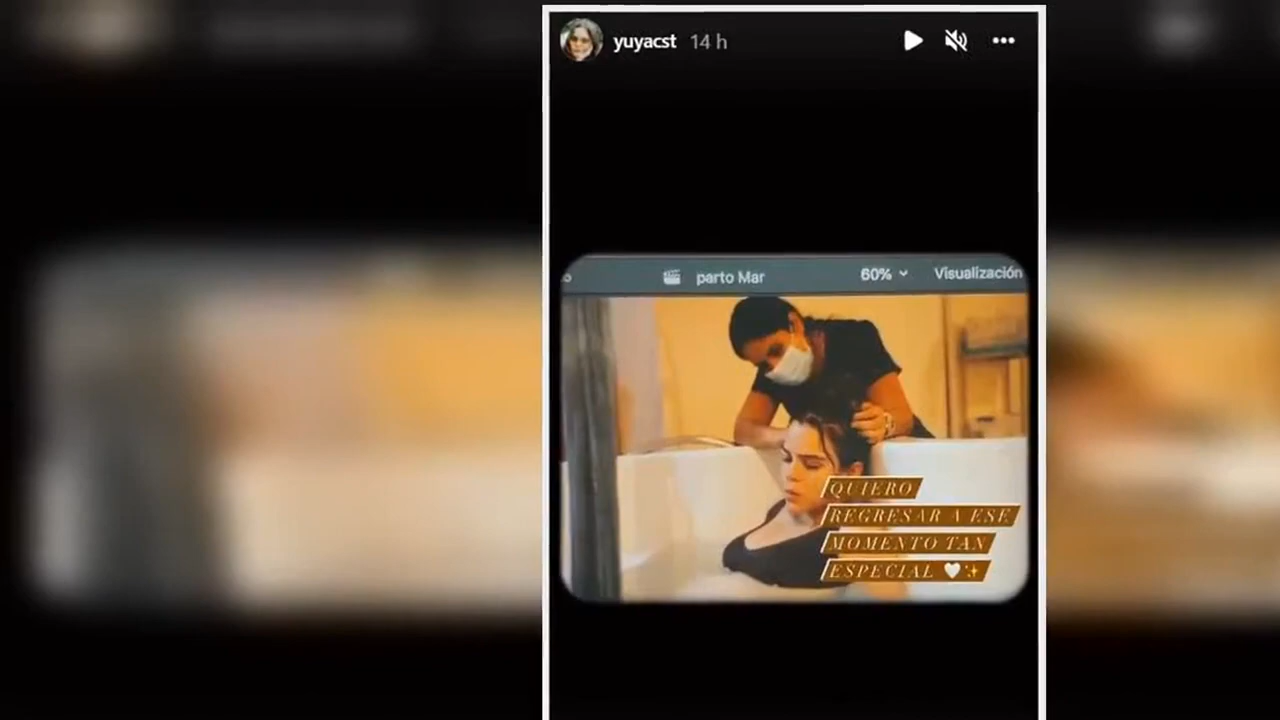 yuyacst 14 h
parto Mar 60% Visualización
QUIERO
REGRESAR A ESE
MOMENTO TAN
ESPECIAL 🤍✨